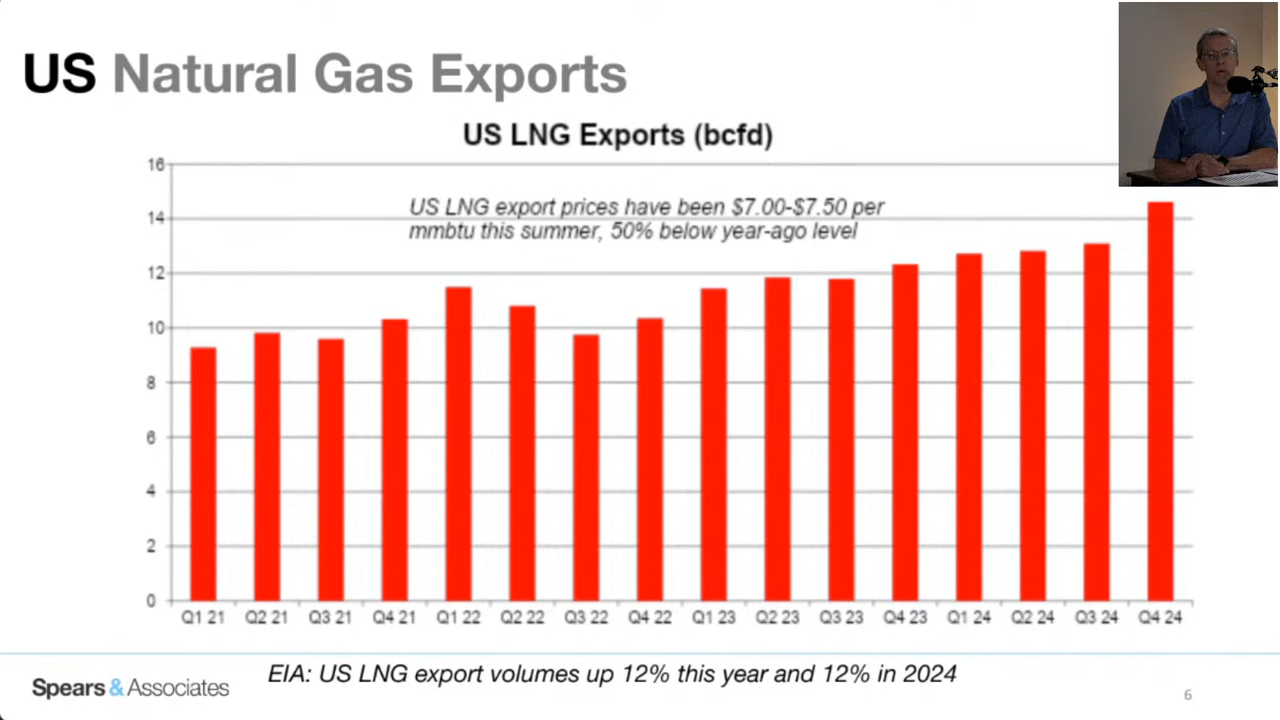 US Natural Gas Exports
US LNG Exports (bcfd)
US LNG export prices have been $7.00-$7.50 per
mmbtu this summer, 50% below year-ago level
16
14
12
10
8
6
4
2
0
Q1 21 Q2 21 Q3 21 Q4 21 Q1 22 Q2 22 Q3 22 Q4 22 Q1 23 Q2 23 Q3 23 Q4 23 Q1 24 Q2 24 Q3 24 Q4 24
EIA: US LNG export volumes up 12% this year and 12% in 2024
Spears & Associates
6